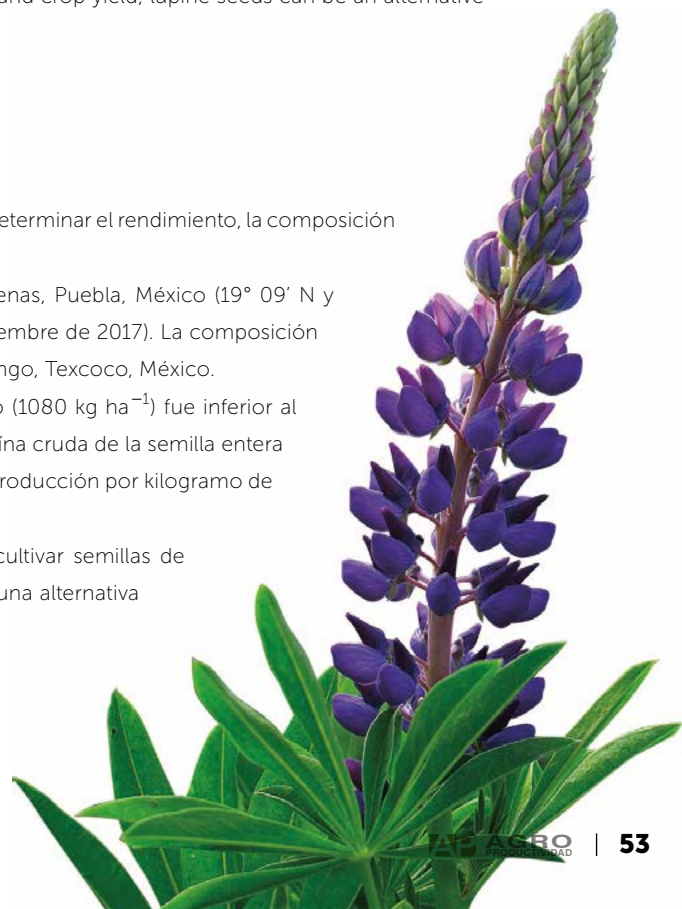 and crop yield, lupine seeds can be an alternative
eterminar el rendimiento, la composición
enas, Puebla, México (19° 09’ N y
embre de 2017). La composición
ngo, Texcoco, México.
o (1080 kg ha⁻¹) fue inferior al
ína cruda de la semilla entera
roducción por kilogramo de
cultivar semillas de
una alternativa
AP AGRO
PRODUCTIVIDAD
| 53